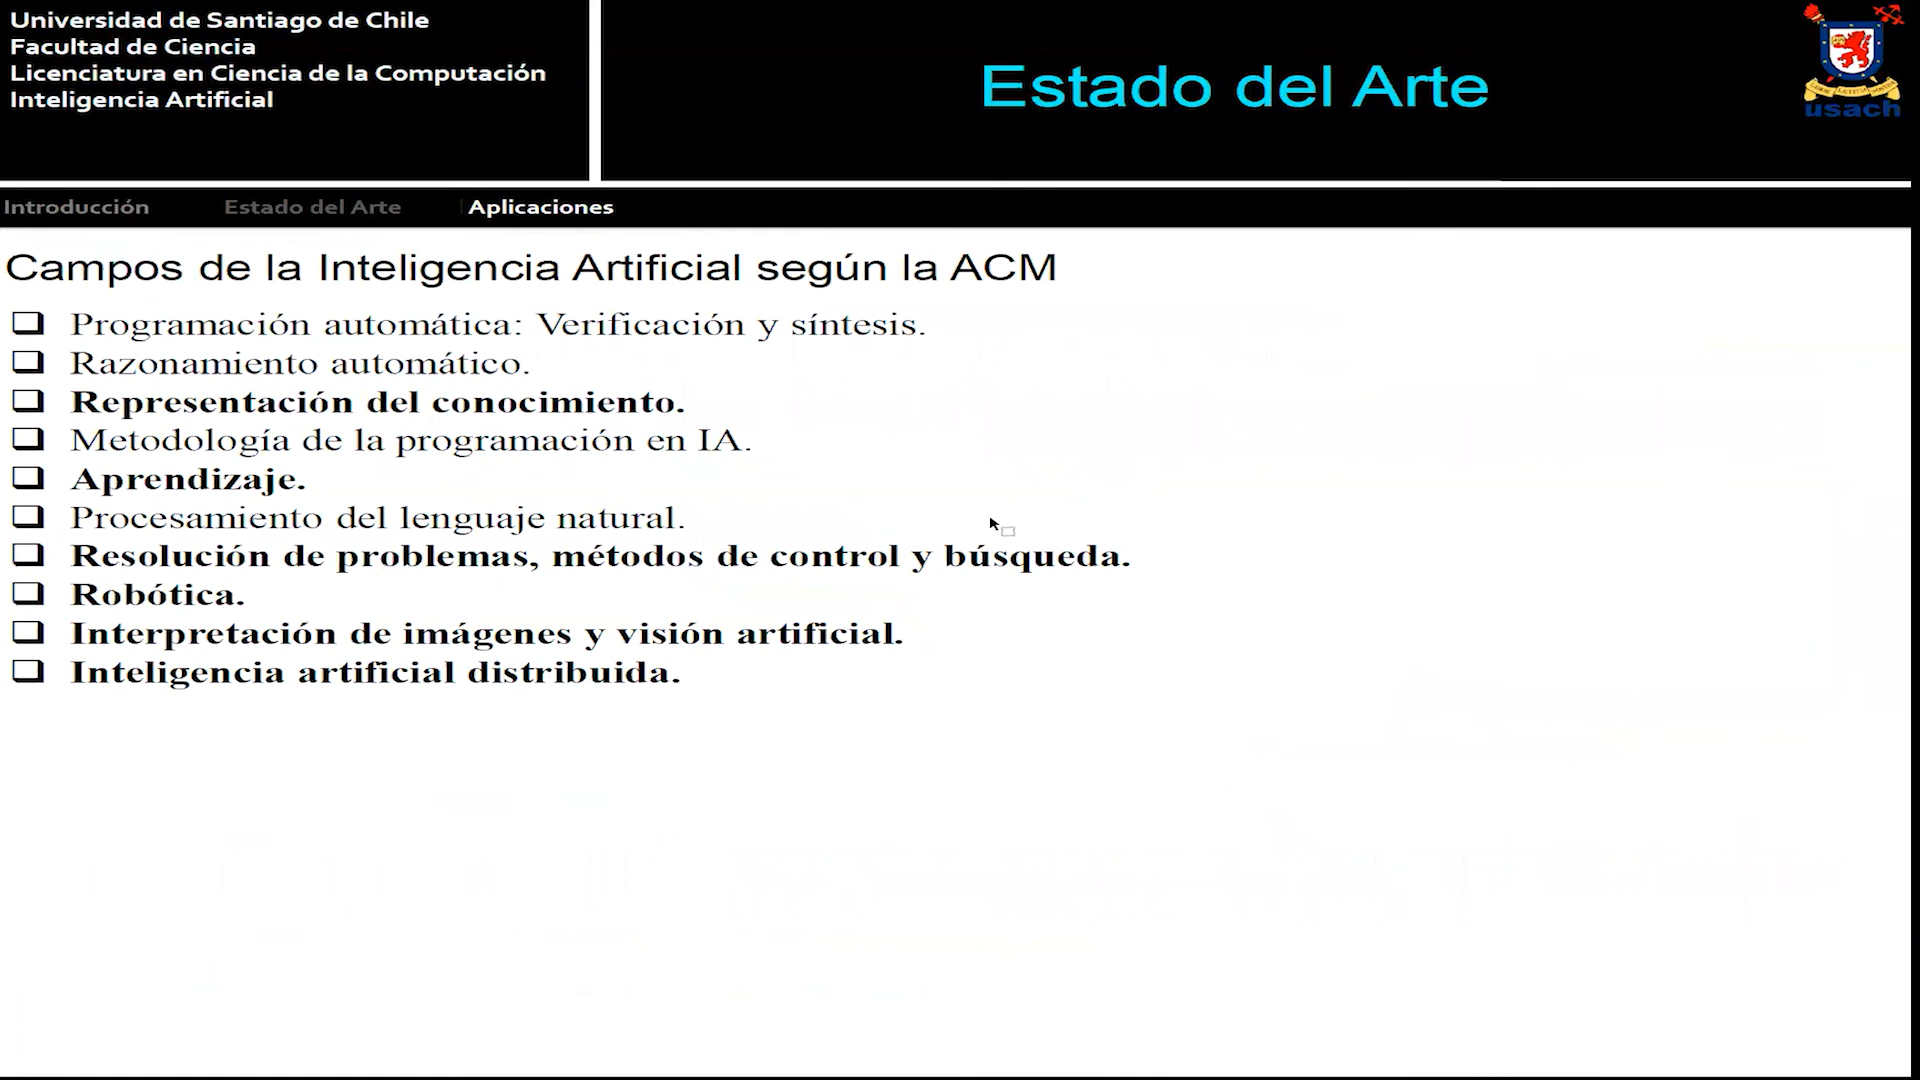 Universidad de Santiago de Chile
Facultad de Ciencia
Licenciatura en Ciencia de la Computación
Inteligencia Artificial
Estado del Arte
usach
Introducción Estado del Arte Aplicaciones
Campos de la Inteligencia Artificial según la ACM
Programación automática: Verificación y síntesis.
Razonamiento automático.
Representación del conocimiento.
Metodología de la programación en IA.
Aprendizaje.
Procesamiento del lenguaje natural.
Resolución de problemas, métodos de control y búsqueda.
Robótica.
Interpretación de imágenes y visión artificial.
Inteligencia artificial distribuida.